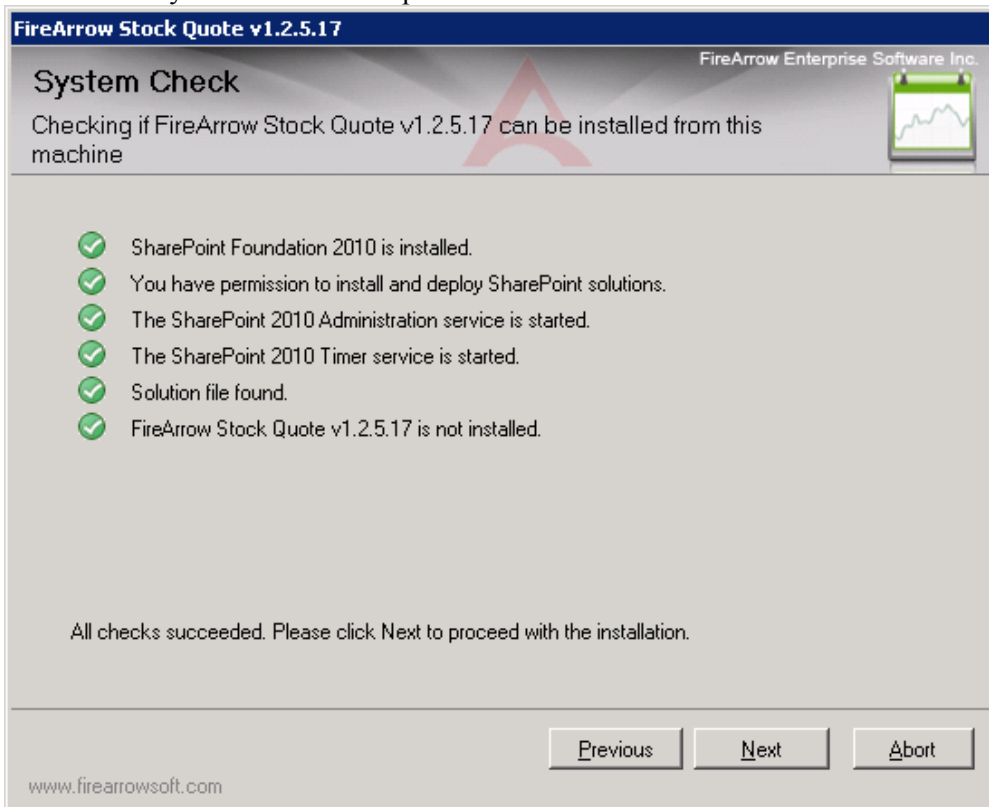 FireArrow Stock Quote v1.2.5.17
FireArrow Enterprise Software Inc.
System Check
Checking if FireArrow Stock Quote v1.2.5.17 can be installed from this
machine
SharePoint Foundation 2010 is installed.
You have permission to install and deploy SharePoint solutions.
The SharePoint 2010 Administration service is started.
The SharePoint 2010 Timer service is started.
Solution file found.
FireArrow Stock Quote v1.2.5.17 is not installed.
All checks succeeded. Please click Next to proceed with the installation.
Previous Next Abort
www.firearrowsoft.com